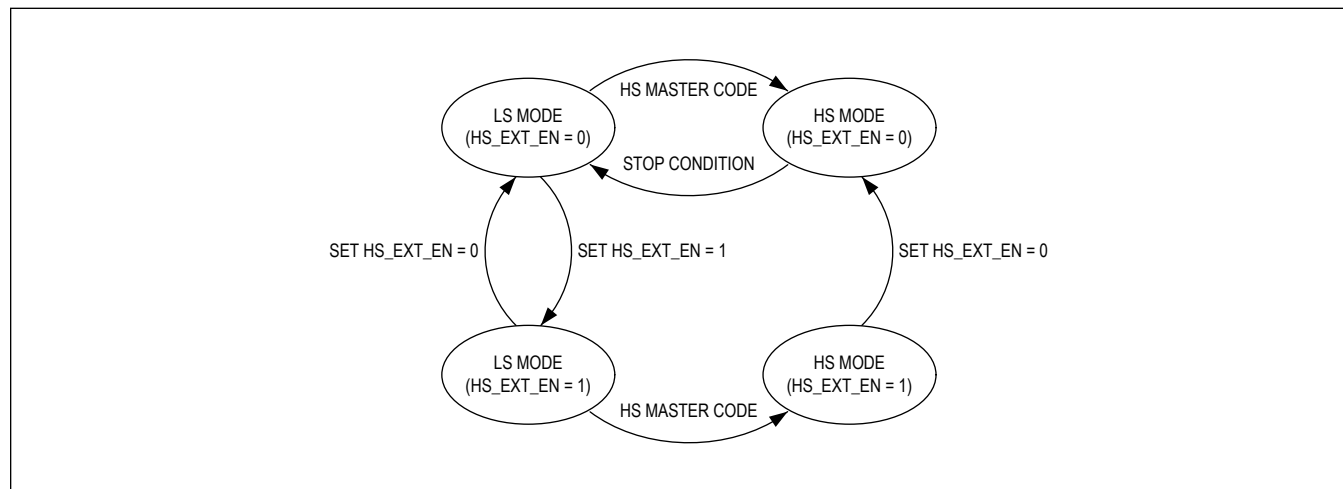 HS MASTER CODE
LS MODE
(HS_EXT_EN = 0)
HS MODE
(HS_EXT_EN = 0)
STOP CONDITION
SET HS_EXT_EN = 0
SET HS_EXT_EN = 1
SET HS_EXT_EN = 0
LS MODE
(HS_EXT_EN = 1)
HS MODE
(HS_EXT_EN = 1)
HS MASTER CODE